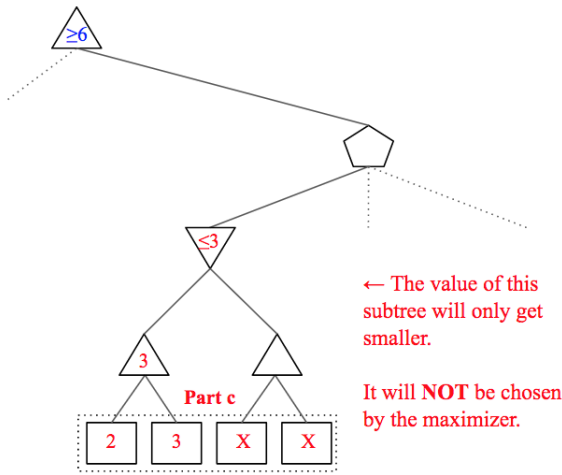 ≥6
≤3
← The value of this
subtree will only get
smaller.
3
It will NOT be chosen
by the maximizer.
Part c
2 3 X X